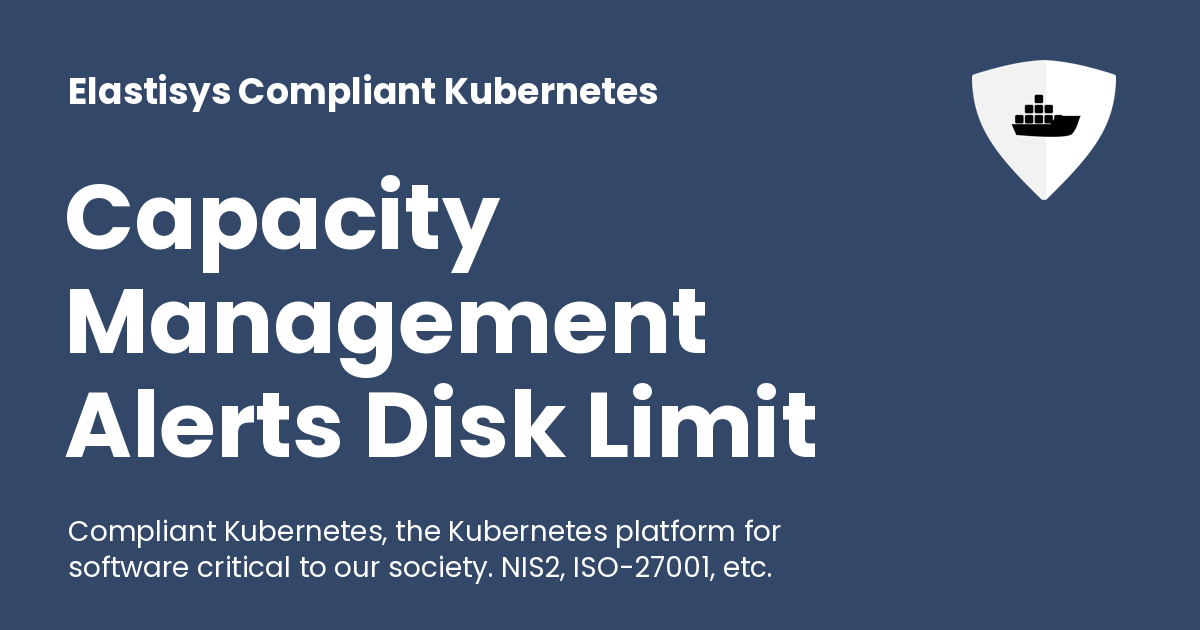 Elastisys Compliant Kubernetes
Capacity
Management
Alerts Disk Limit
Compliant Kubernetes, the Kubernetes platform for
software critical to our society. NIS2, ISO-27001, etc.